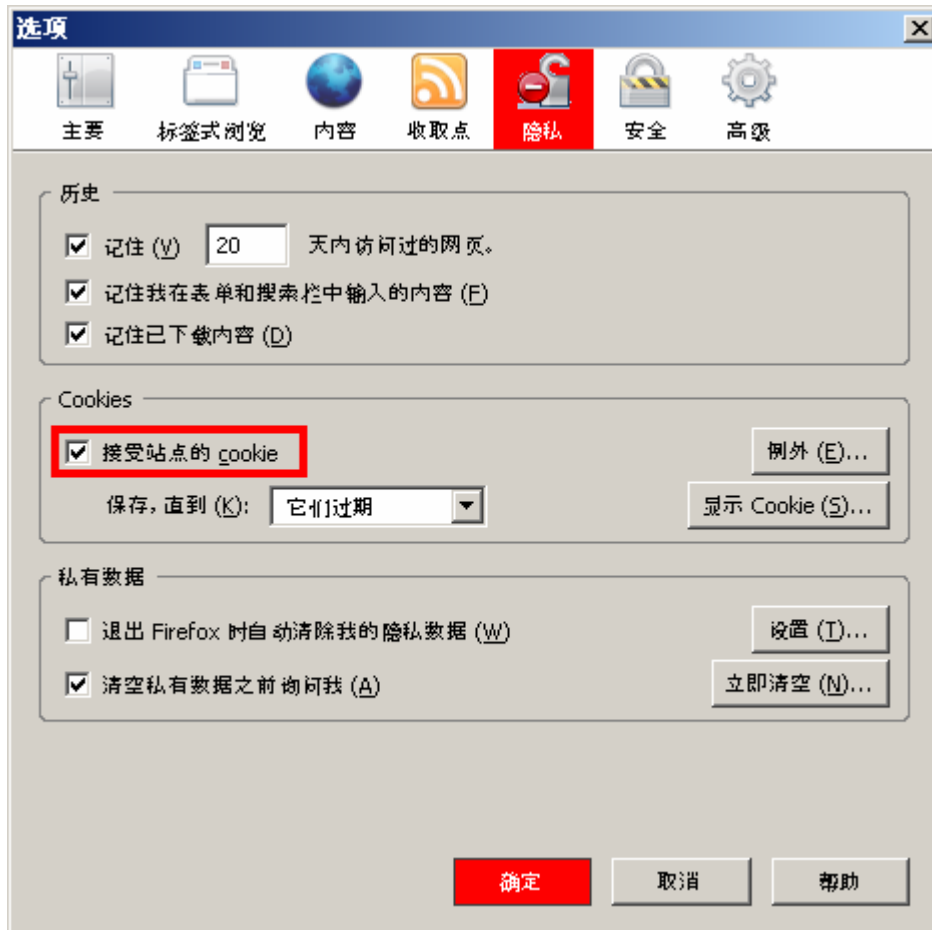 选项
主要 标签式浏览 内容 收取点 隐私 安全 高级
历史
记住 (V) 20 天内访问过的网页。
记住我在表单和搜索栏中输入的内容 (F)
记住已下载内容 (D)
Cookies
接受站点的 cookie 例外 (E)...
保存，直到 (K): 它们过期 显示 Cookie (S)...
私有数据
退出 Firefox 时自动清除我的隐私数据 (W) 设置 (T)...
清空私有数据之前询问我 (A) 立即清空 (N)...
确定 取消 帮助